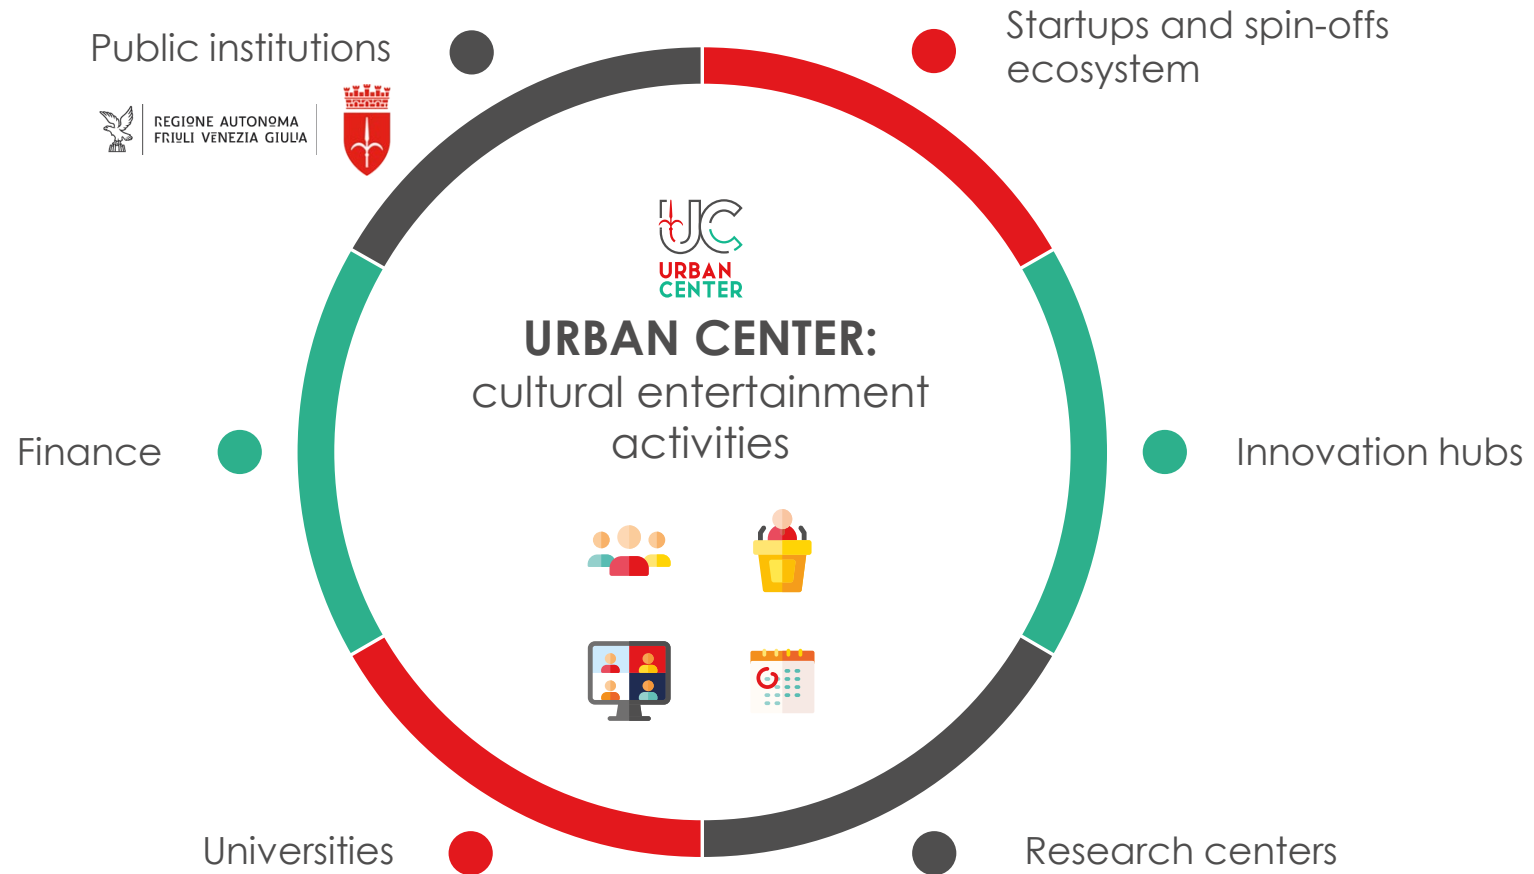 Public institutions
REGIONE AUTONOMA
FRIULI VENEZIA GIULIA
Startups and spin-offs
ecosystem
UC
URBAN
CENTER
URBAN CENTER:
cultural entertainment
activities
Finance
Innovation hubs
Universities
Research centers